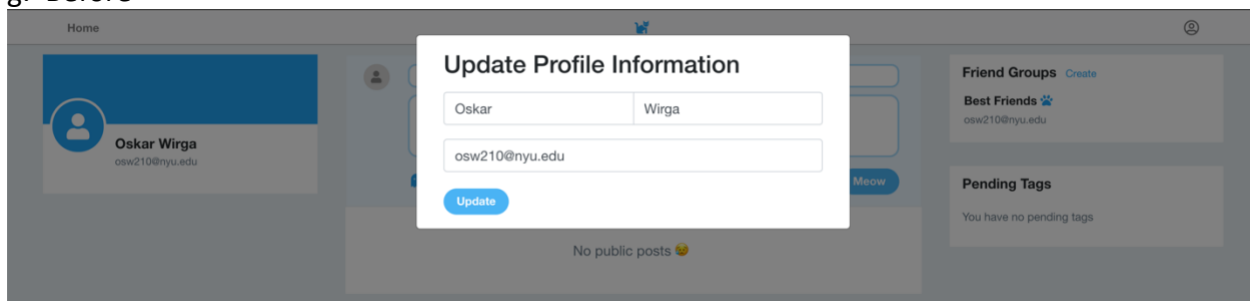 g. Before
Home
Update Profile Information
Oskar Wirga
osw210@nyu.edu
Update
Oskar Wirga
osw210@nyu.edu
Meow
No public posts 😢
Friend Groups Create
Best Friends
osw210@nyu.edu
Pending Tags
You have no pending tags